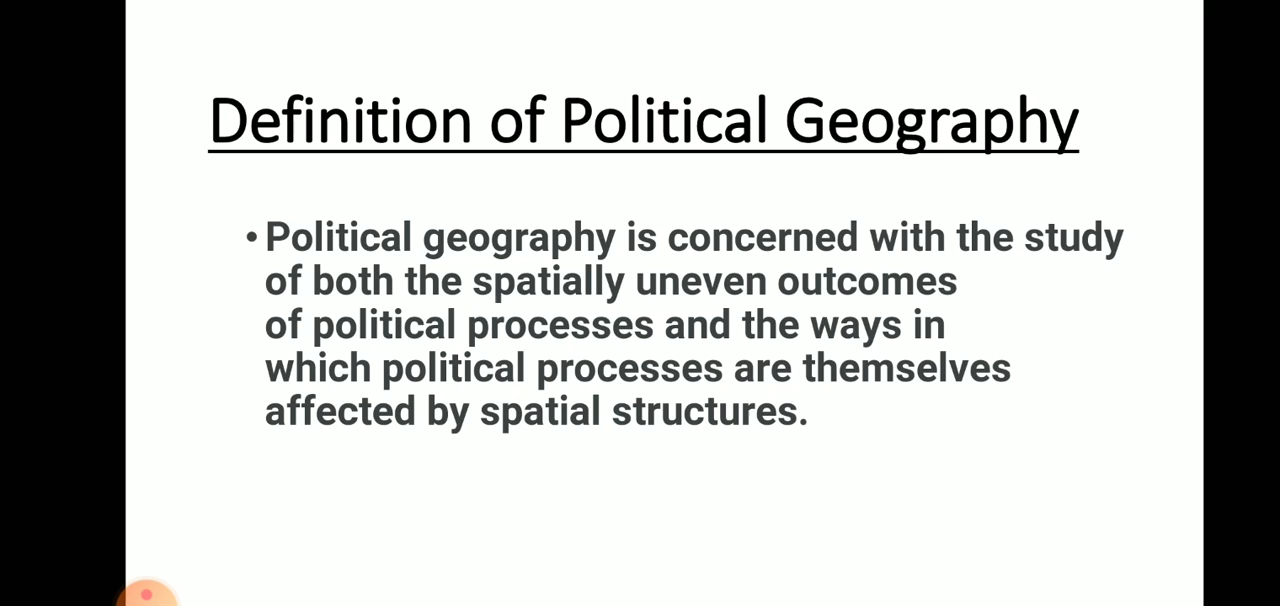 Definition of Political Geography
• Political geography is concerned with the study
of both the spatially uneven outcomes
of political processes and the ways in
which political processes are themselves
affected by spatial structures.